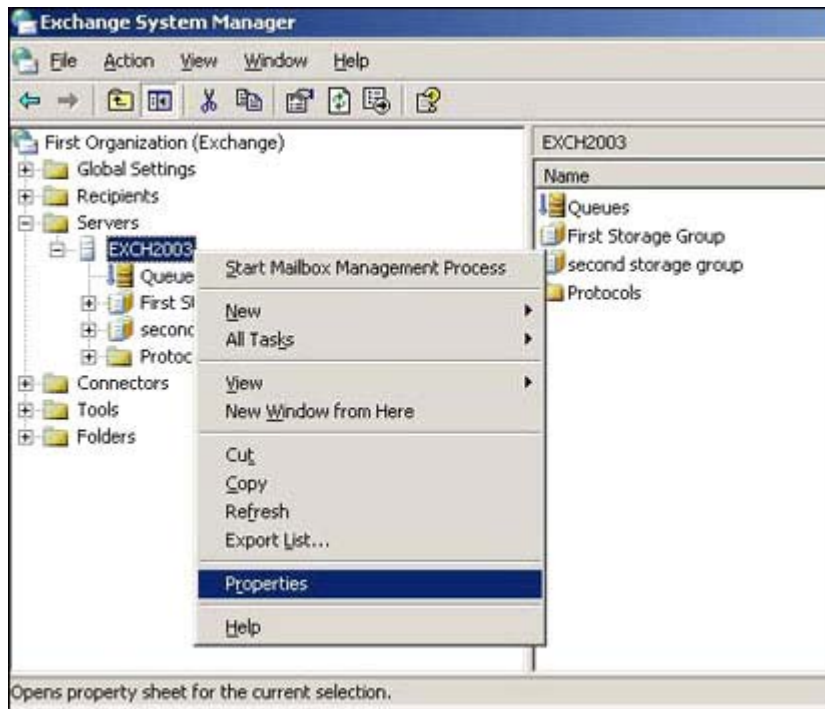 Exchange System Manager
File Action View Window Help
First Organization (Exchange)
Global Settings
Recipients
Servers
EXCH2003
Queue
First S
second
Protoc
Connectors
Tools
Folders
Start Mailbox Management Process
New
All Tasks
View
New Window from Here
Cut
Copy
Refresh
Export List...
Properties
Help
EXCH2003
Name
Queues
First Storage Group
second storage group
Protocols
Opens property sheet for the current selection.